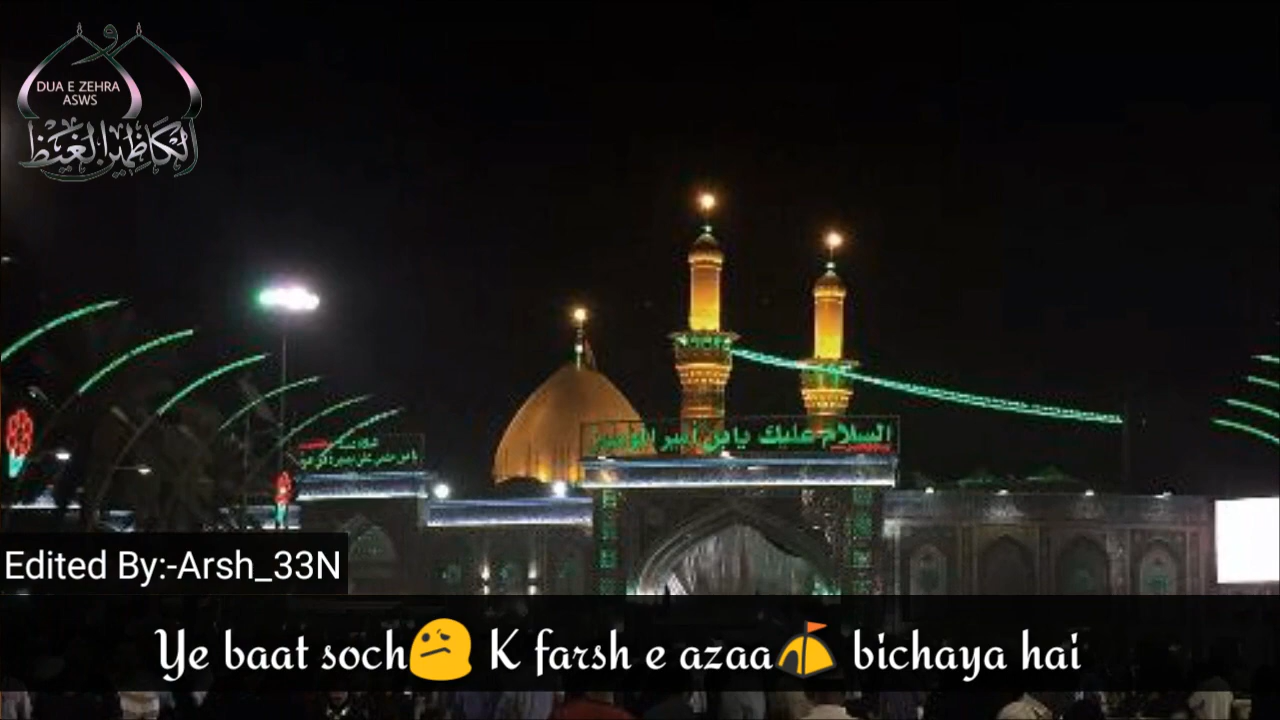 DUA E ZEHRA
ASWS
الكاظمين الغيظ
السلام عليك يا بن امير المومنين
Edited By:-Arsh_33N
Ye baat soch😕 K farsh e azaa⛺ bichaya hai